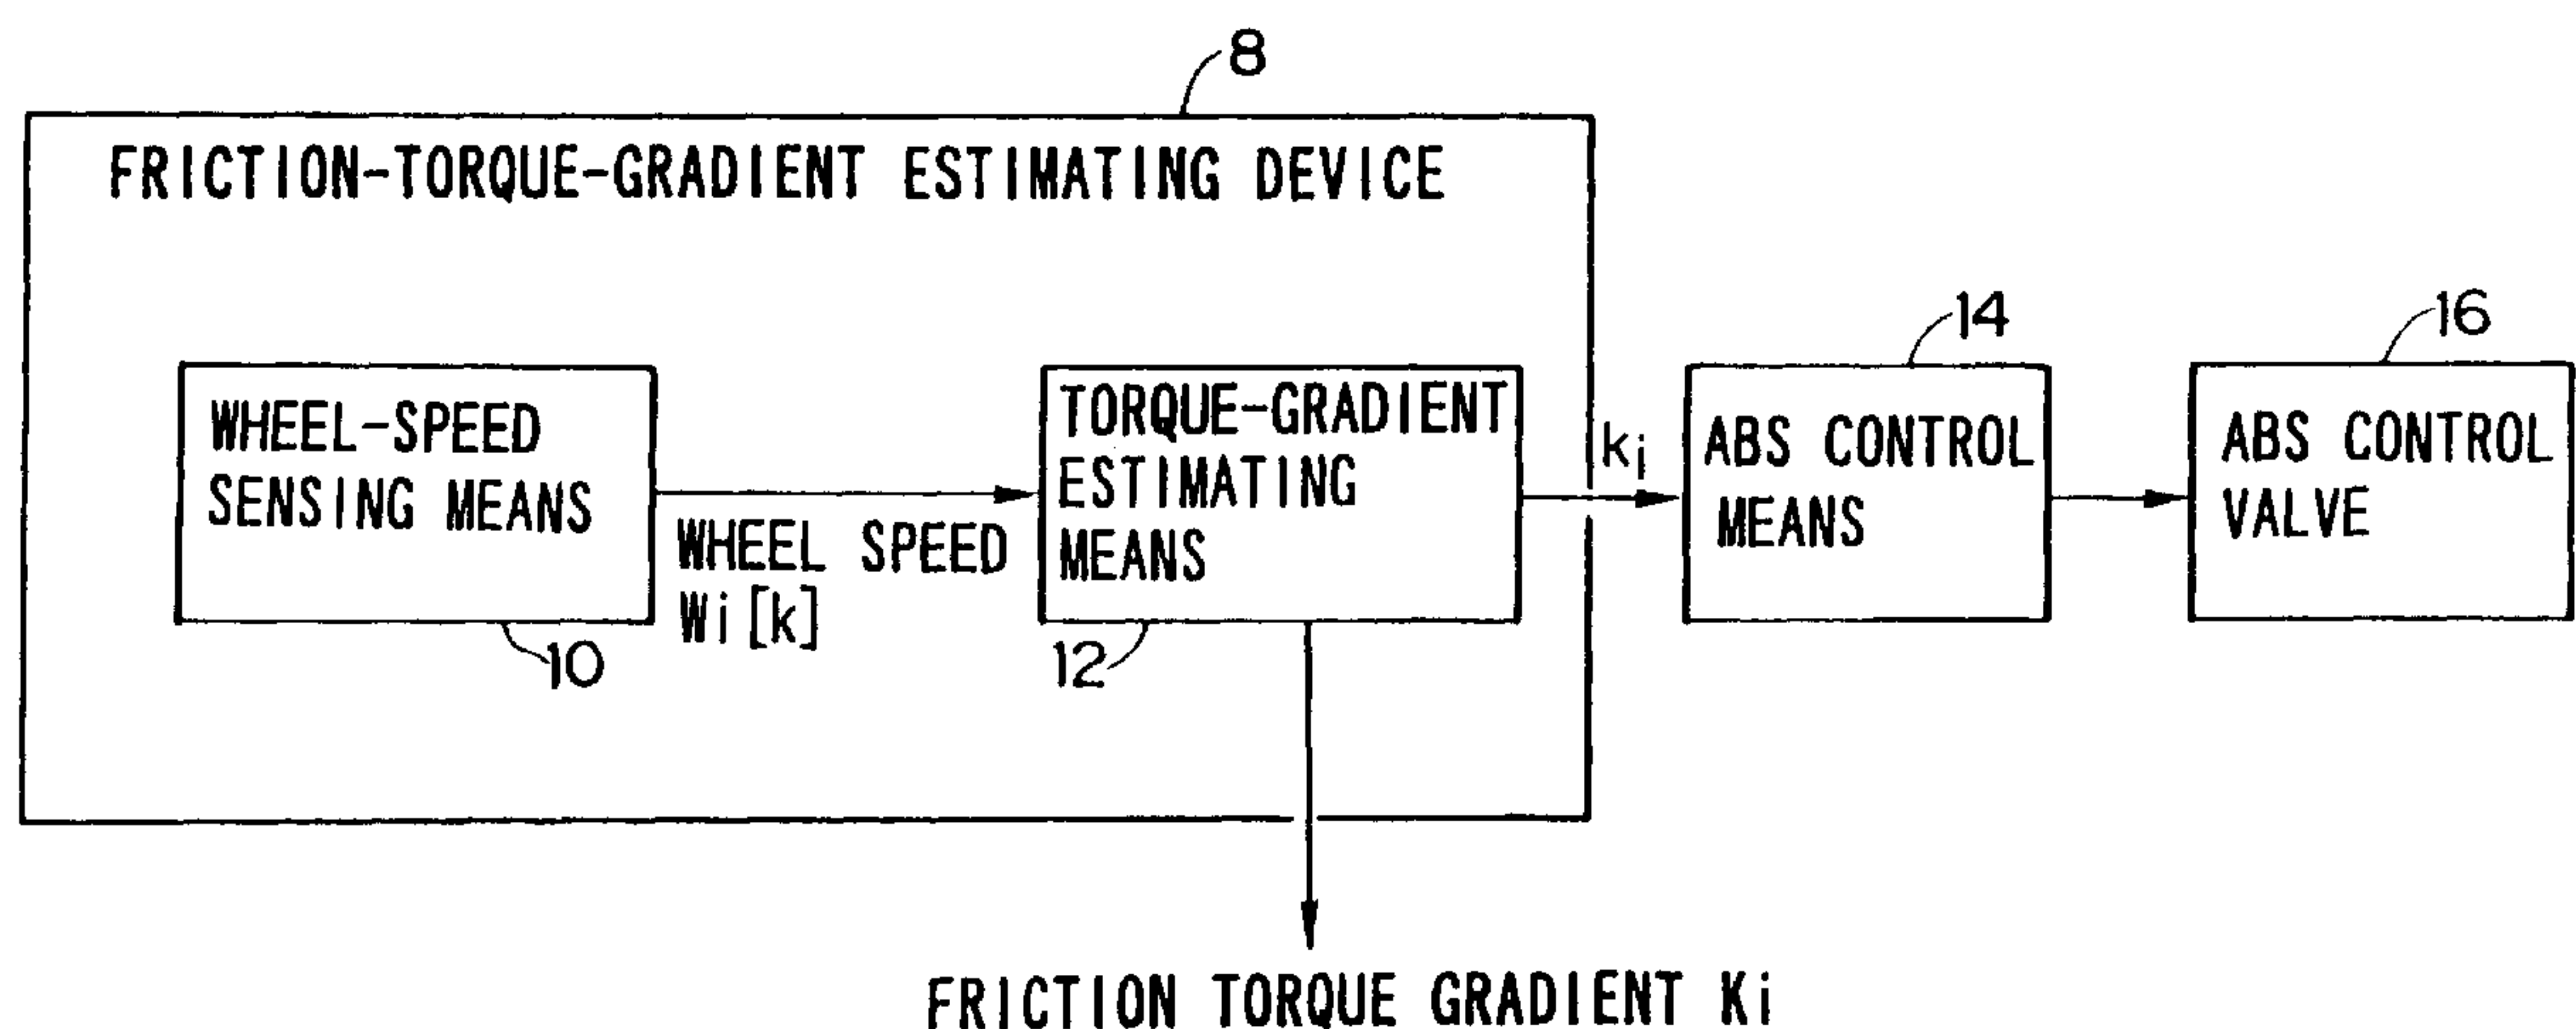 8
FRICTION-TORQUE-GRADIENT ESTIMATING DEVICE
14
16
WHEEL-SPEED
SENSING MEANS
10
WHEEL SPEED
Wi[k]
TORQUE-GRADIENT
ESTIMATING
MEANS
12
ki
ABS CONTROL
MEANS
ABS CONTROL
VALVE
FRICTION TORQUE GRADIENT Ki